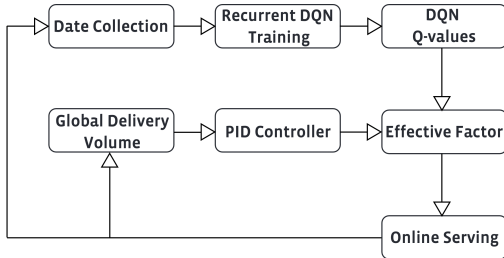 Date Collection
Recurrent DQN
Training
DQN
Q-values
Global Delivery
Volume
PID Controller
Effective Factor
Online Serving